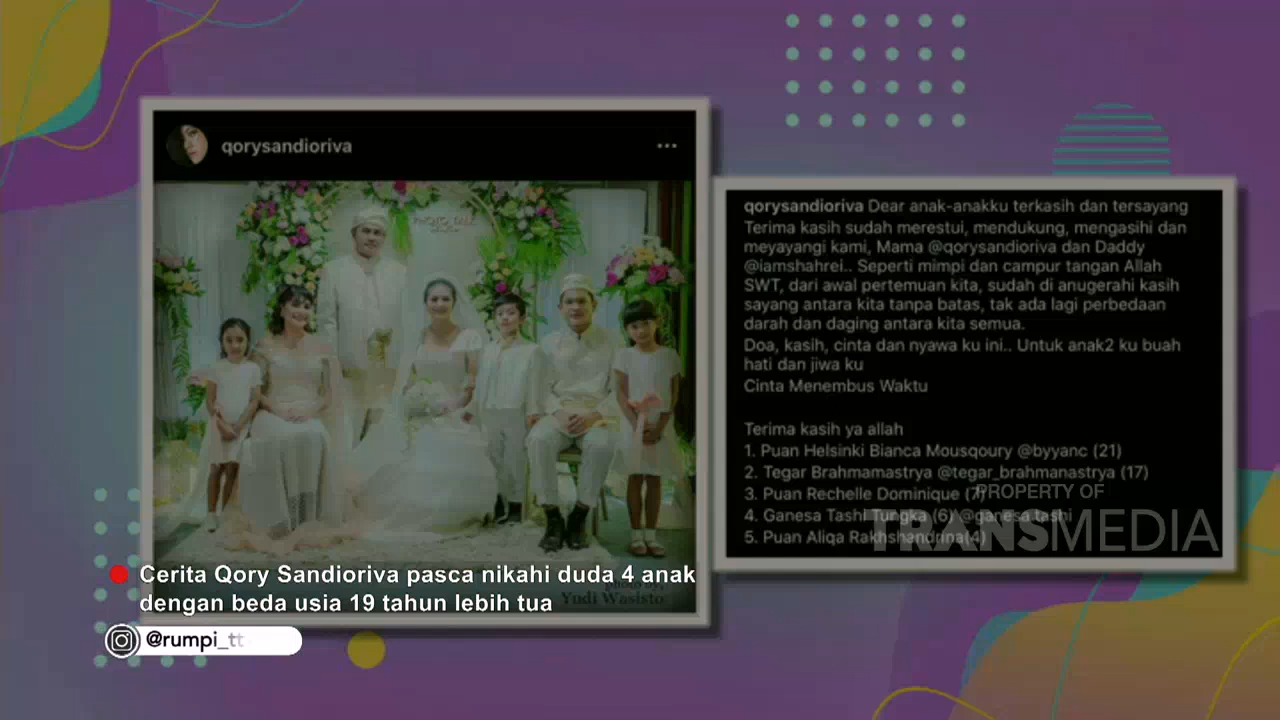 qorysandioriva
PHOTO TALK
qorysandioriva Dear anak-anakku terkasih dan tersayang
Terima kasih sudah merestui, mendukung, mengasihi dan
meyayangi kami, Mama @qorysandioriva dan Daddy
@iamshahrei.. Seperti mimpi dan campur tangan Allah
SWT, dari awal pertemuan kita, sudah di anugerahi kasih
sayang antara kita tanpa batas, tak ada lagi perbedaan
darah dan daging antara kita semua.
Doa, kasih, cinta dan nyawa ku ini.. Untuk anak2 ku buah
hati dan jiwa ku
Cinta Menembus Waktu
Terima kasih ya allah
1. Puan Helsinki Bianca Mousqoury @byyanc (21)
2. Tegar Brahmamastrya @tegar_brahmanastrya (17)
3. Puan Rechelle Dominique (7)
4. Ganesa Tashi Tungka (6) @ganesa.tashi
5. Puan Aliqa Rakhshandrina(4)
PROPERTY OF
TRANSMEDIA
Cerita Qory Sandioriva pasca nikahi duda 4 anak
dengan beda usia 19 tahun lebih tua
photo by
Yudi Wasisto
@rumpi_tt